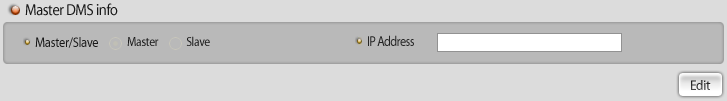 Master DMS info
Master/Slave Master Slave IP Address
Edit